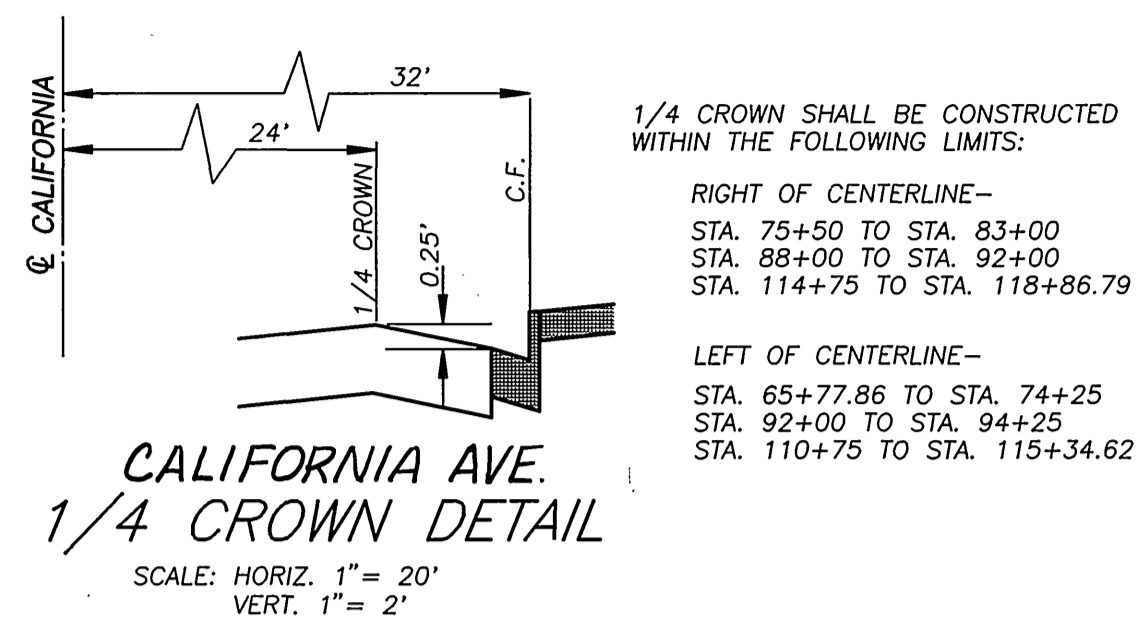 ℄ CALIFORNIA
32'
24'
1/4 CROWN
0.25'
C.F.
CALIFORNIA AVE.
1/4 CROWN DETAIL
SCALE: HORIZ. 1"= 20'
VERT. 1"= 2'
1/4 CROWN SHALL BE CONSTRUCTED
WITHIN THE FOLLOWING LIMITS:
RIGHT OF CENTERLINE–
STA. 75+50 TO STA. 83+00
STA. 88+00 TO STA. 92+00
STA. 114+75 TO STA. 118+86.79
LEFT OF CENTERLINE–
STA. 65+77.86 TO STA. 74+25
STA. 92+00 TO STA. 94+25
STA. 110+75 TO STA. 115+34.62